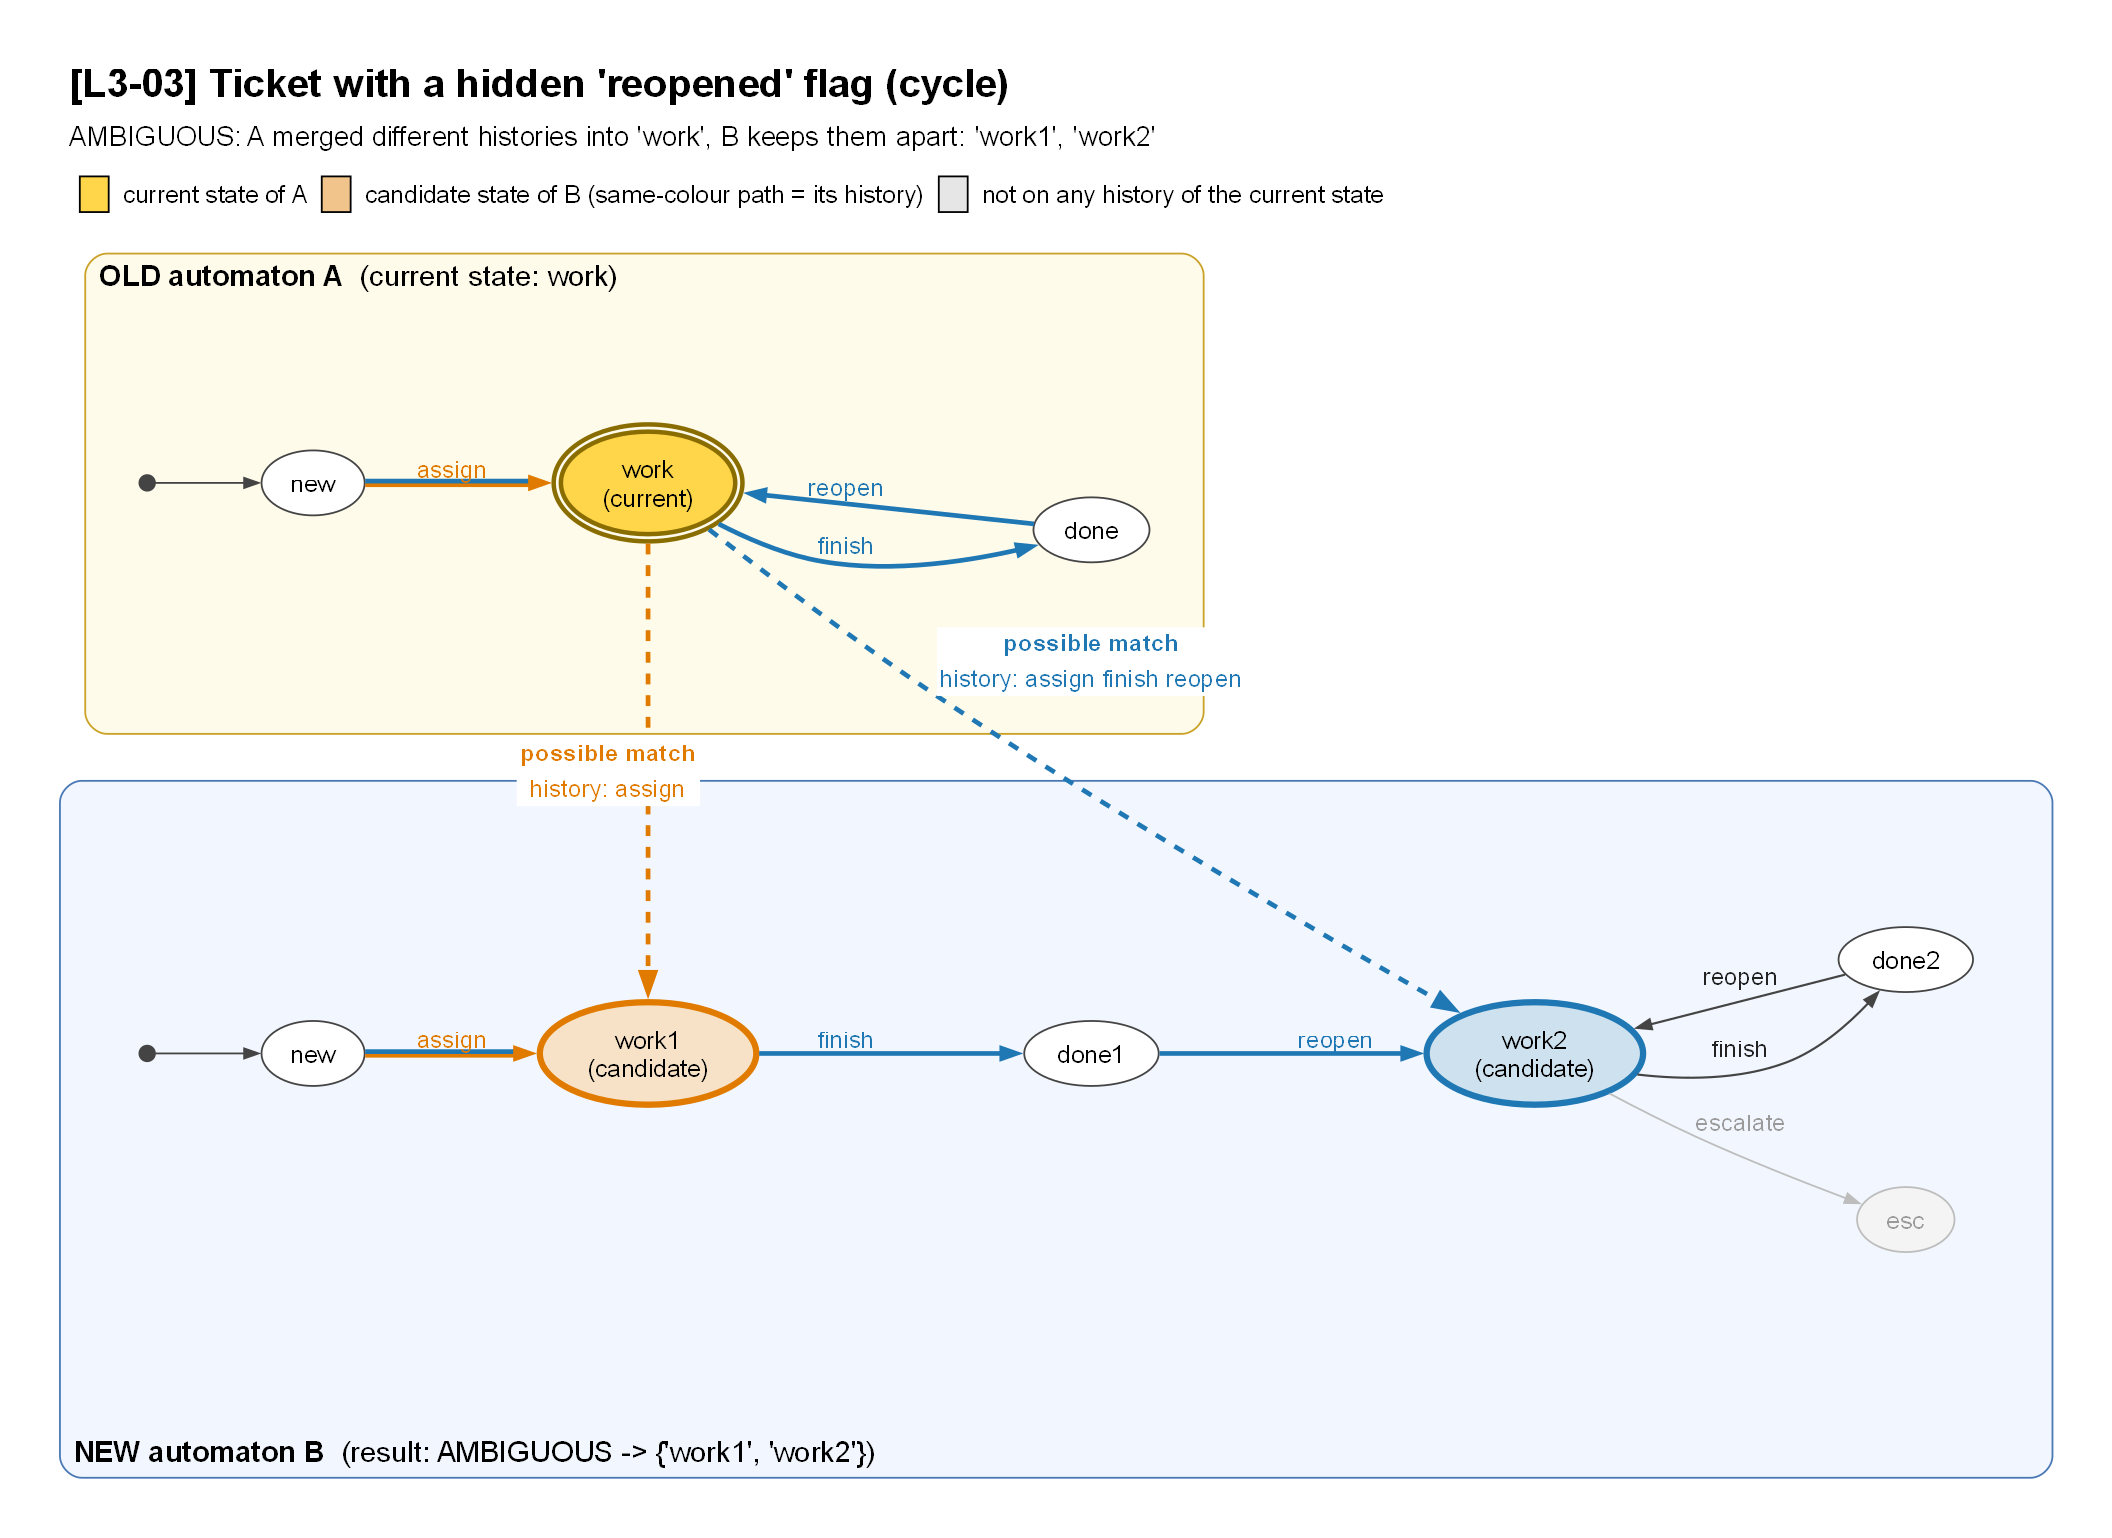 [L3-03] Ticket with a hidden 'reopened' flag (cycle)
AMBIGUOUS: A merged different histories into 'work', B keeps them apart: 'work1', 'work2'
current state of A
candidate state of B (same-colour path = its history)
not on any history of the current state
OLD automaton A (current state: work)
new
assign
work
(current)
reopen
finish
done
possible match
history: assign finish reopen
possible match
history: assign
new
assign
work1
(candidate)
finish
done1
reopen
work2
(candidate)
reopen
finish
done2
escalate
esc
NEW automaton B (result: AMBIGUOUS -> {'work1', 'work2'})